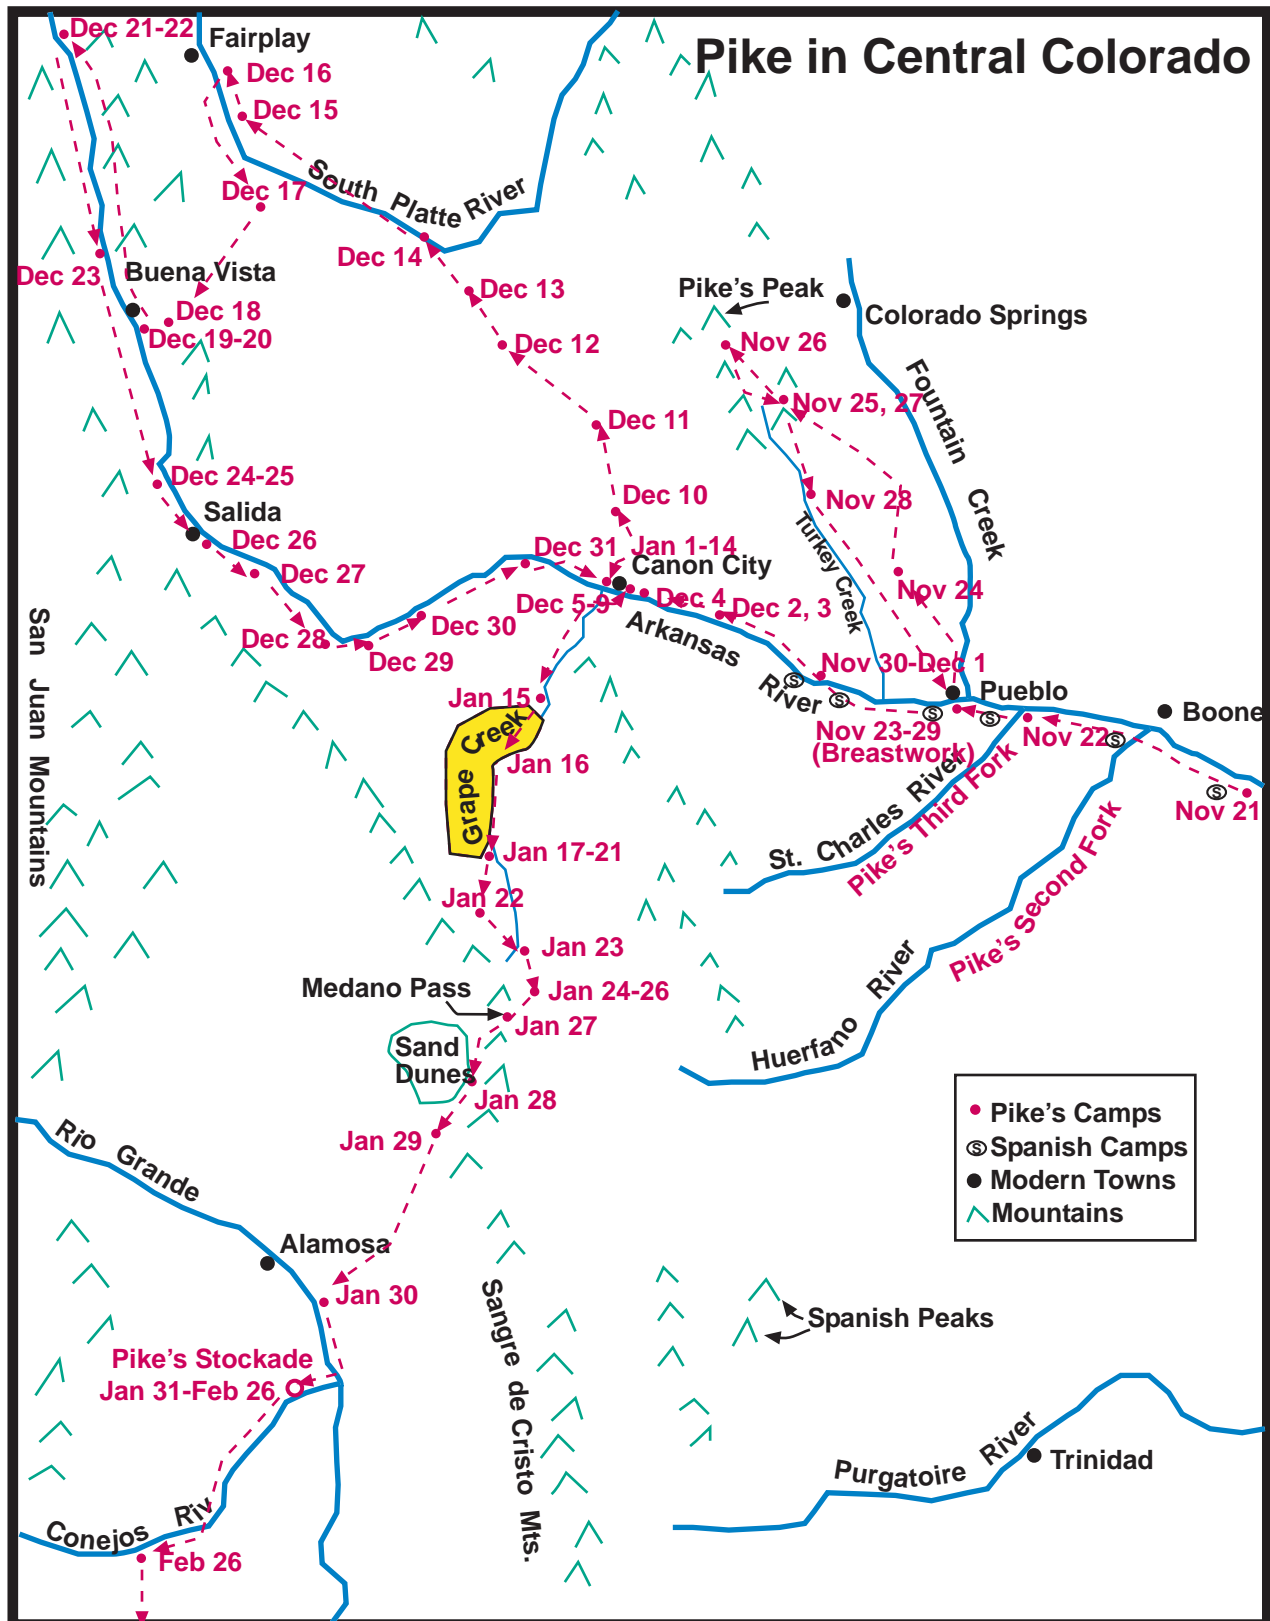 Pike in Central Colorado
Dec 21-22
Fairplay
Dec 16
Dec 15
South Platte River
Dec 17
Dec 14
Dec 23
Buena Vista
Dec 13
Pike's Peak
Dec 18
Colorado Springs
Dec 19-20
Dec 12
Nov 26
Fountain Creek
Nov 25, 27
Dec 11
Dec 24-25
Dec 10
Nov 28
Salida
Turkey Creek
Dec 26
Dec 31
Jan 1-14
Canon City
Dec 27
Nov 24
Dec 5-9
Dec 4
Dec 2, 3
San Juan Mountains
Dec 28
Dec 30
Arkansas River
Dec 29
Nov 30-Dec 1
Jan 15
Pueblo
Boone
Grape Creek
Nov 23-29
(Breastwork)
Nov 22
Jan 16
St. Charles River
Pike's Third Fork
Nov 21
Jan 17-21
Pike's Second Fork
Jan 22
Jan 23
Medano Pass
Jan 24-26
Jan 27
Huerfano River
Sand
Dunes
Jan 28
Pike's Camps
S Spanish Camps
Modern Towns
Mountains
Jan 29
Rio Grande
Alamosa
Jan 30
Sangre de Cristo Mts.
Spanish Peaks
Pike's Stockade
Jan 31-Feb 26
Purgatoire River
Trinidad
Conejos Riv
Feb 26
S
S
S
S
S
S